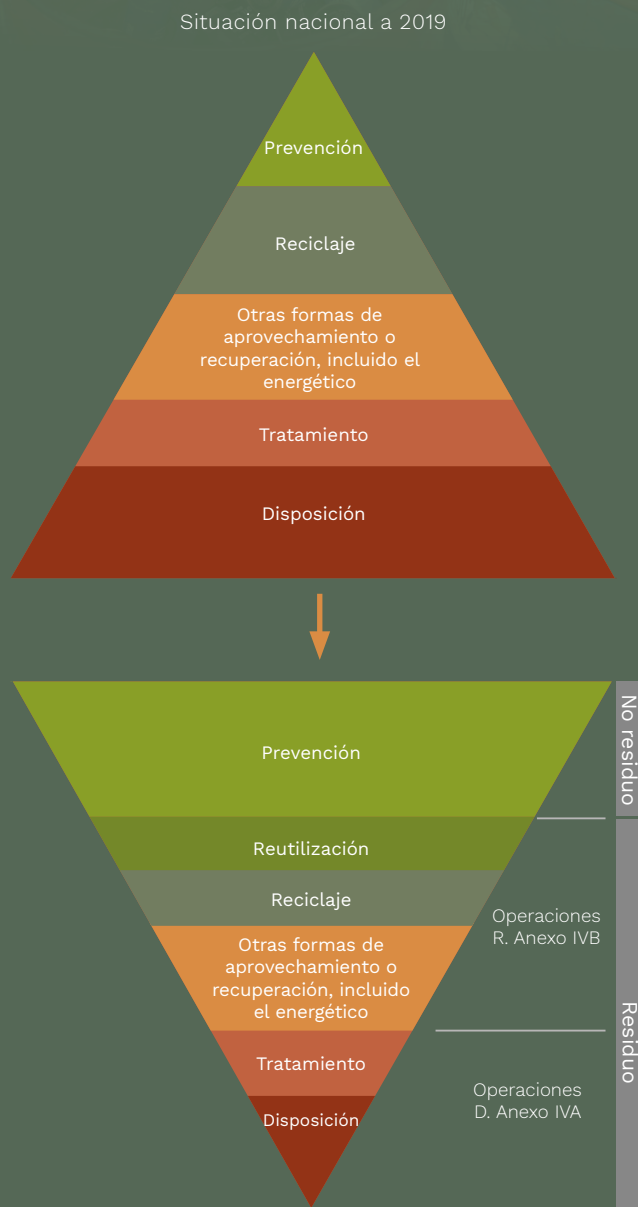 Situación nacional a 2019
Prevención
Reciclaje
Otras formas de
aprovechamiento o
recuperación, incluido el
energético
Tratamiento
Disposición
Prevención
No residuo
Reutilización
Reciclaje
Otras formas de
aprovechamiento o
recuperación, incluido
el energético
Operaciones
R. Anexo IVB
Tratamiento
Disposición
Operaciones
D. Anexo IVA
Residuo